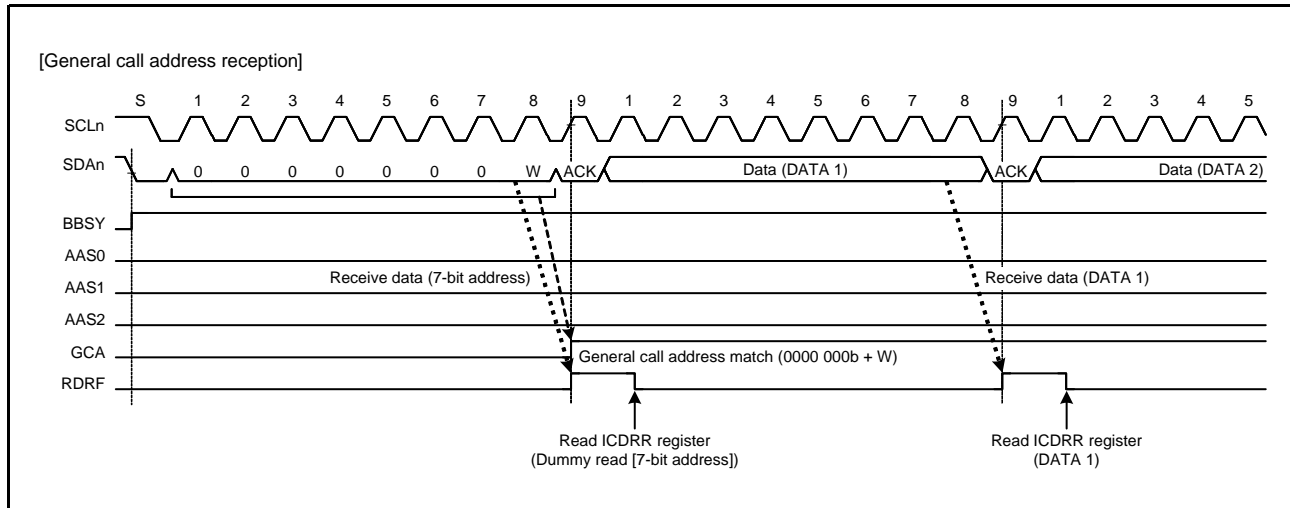 [General call address reception]
S 1 2 3 4 5 6 7 8 9 1 2 3 4 5 6 7 8 9 1 2 3 4 5
SCLn
SDAn 0 0 0 0 0 0 0 W ACK Data (DATA 1) ACK Data (DATA 2)
BBSY
AAS0
Receive data (7-bit address) Receive data (DATA 1)
AAS1
AAS2
GCA General call address match (0000 000b + W)
RDRF
Read ICDRR register Read ICDRR register
(Dummy read [7-bit address]) (DATA 1)